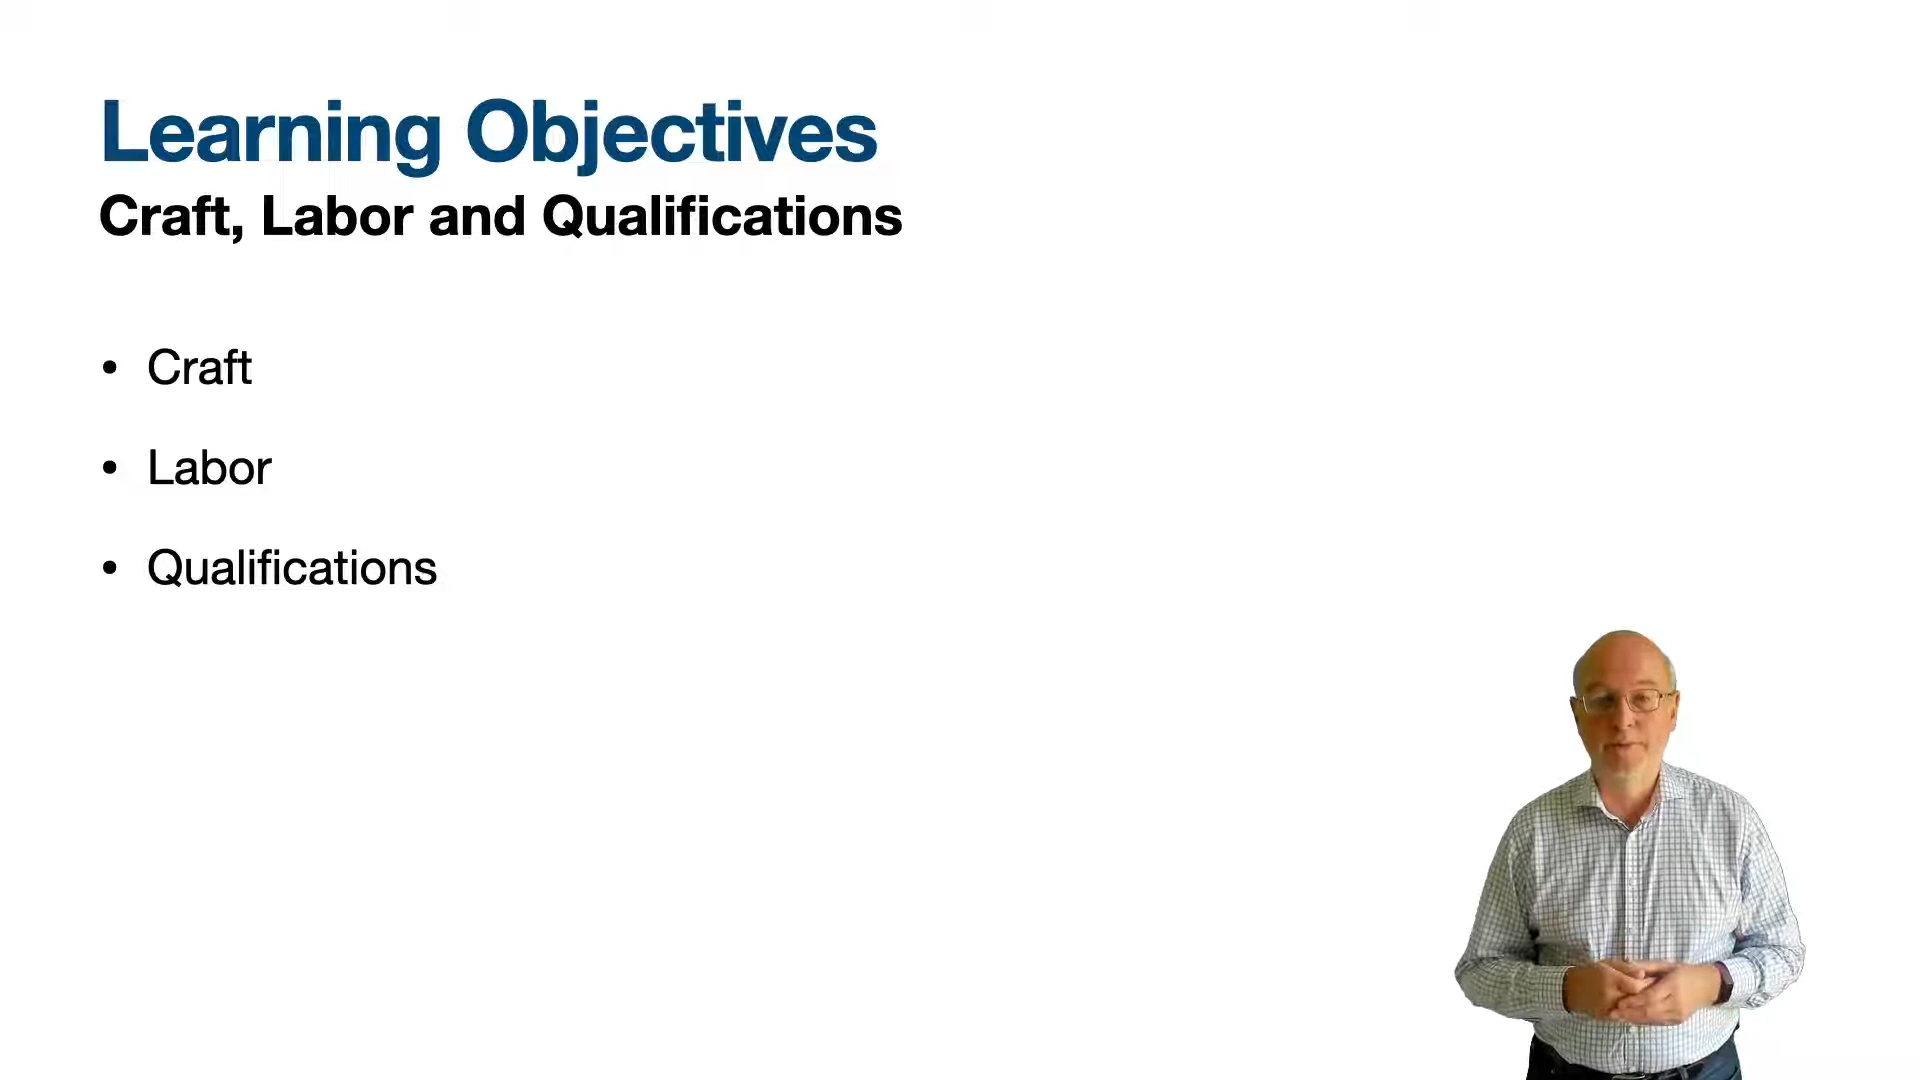 Learning Objectives
Craft, Labor and Qualifications
• Craft
• Labor
• Qualifications